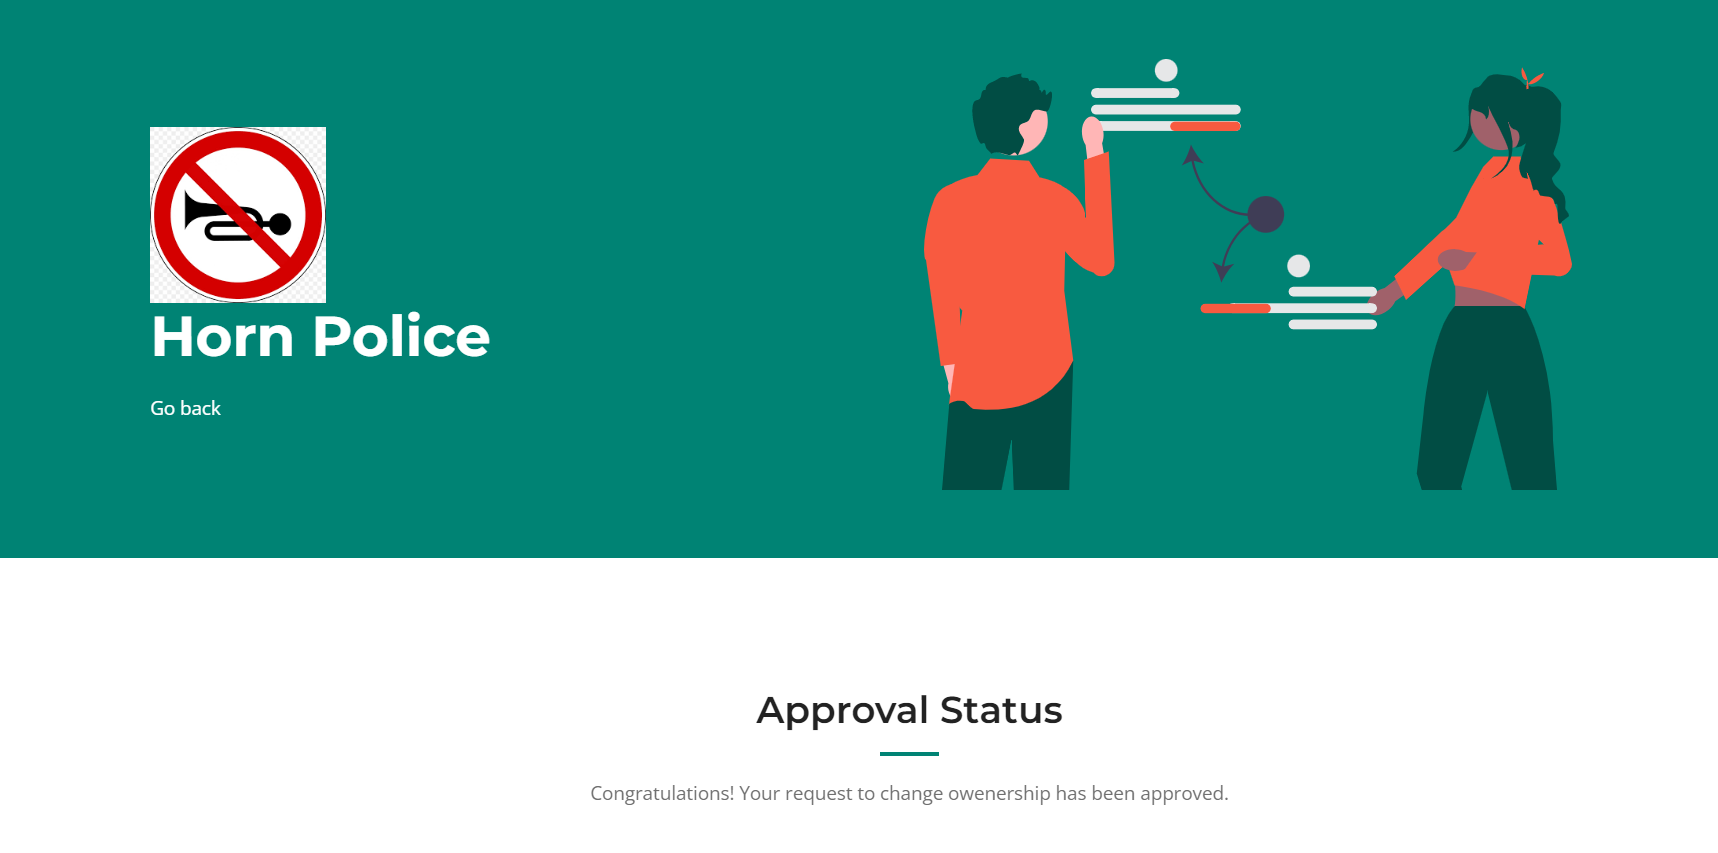 Horn Police
Go back
Approval Status
Congratulations! Your request to change owenership has been approved.